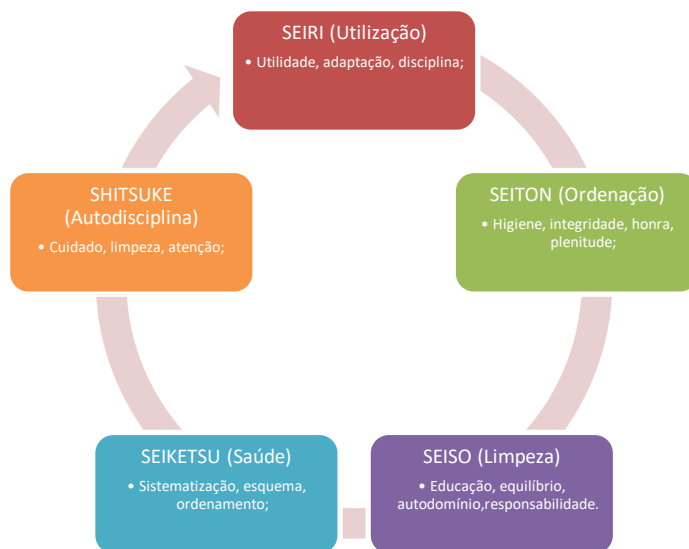 SEIRI (Utilização)
• Utilidade, adaptação, disciplina;
SEITON (Ordenação)
• Higiene, integridade, honra,
plenitude;
SEISO (Limpeza)
• Educação, equilíbrio,
autodomínio,responsabilidade.
SEIKETSU (Saúde)
• Sistematização, esquema,
ordenamento;
SHITSUKE
(Autodisciplina)
• Cuidado, limpeza, atenção;